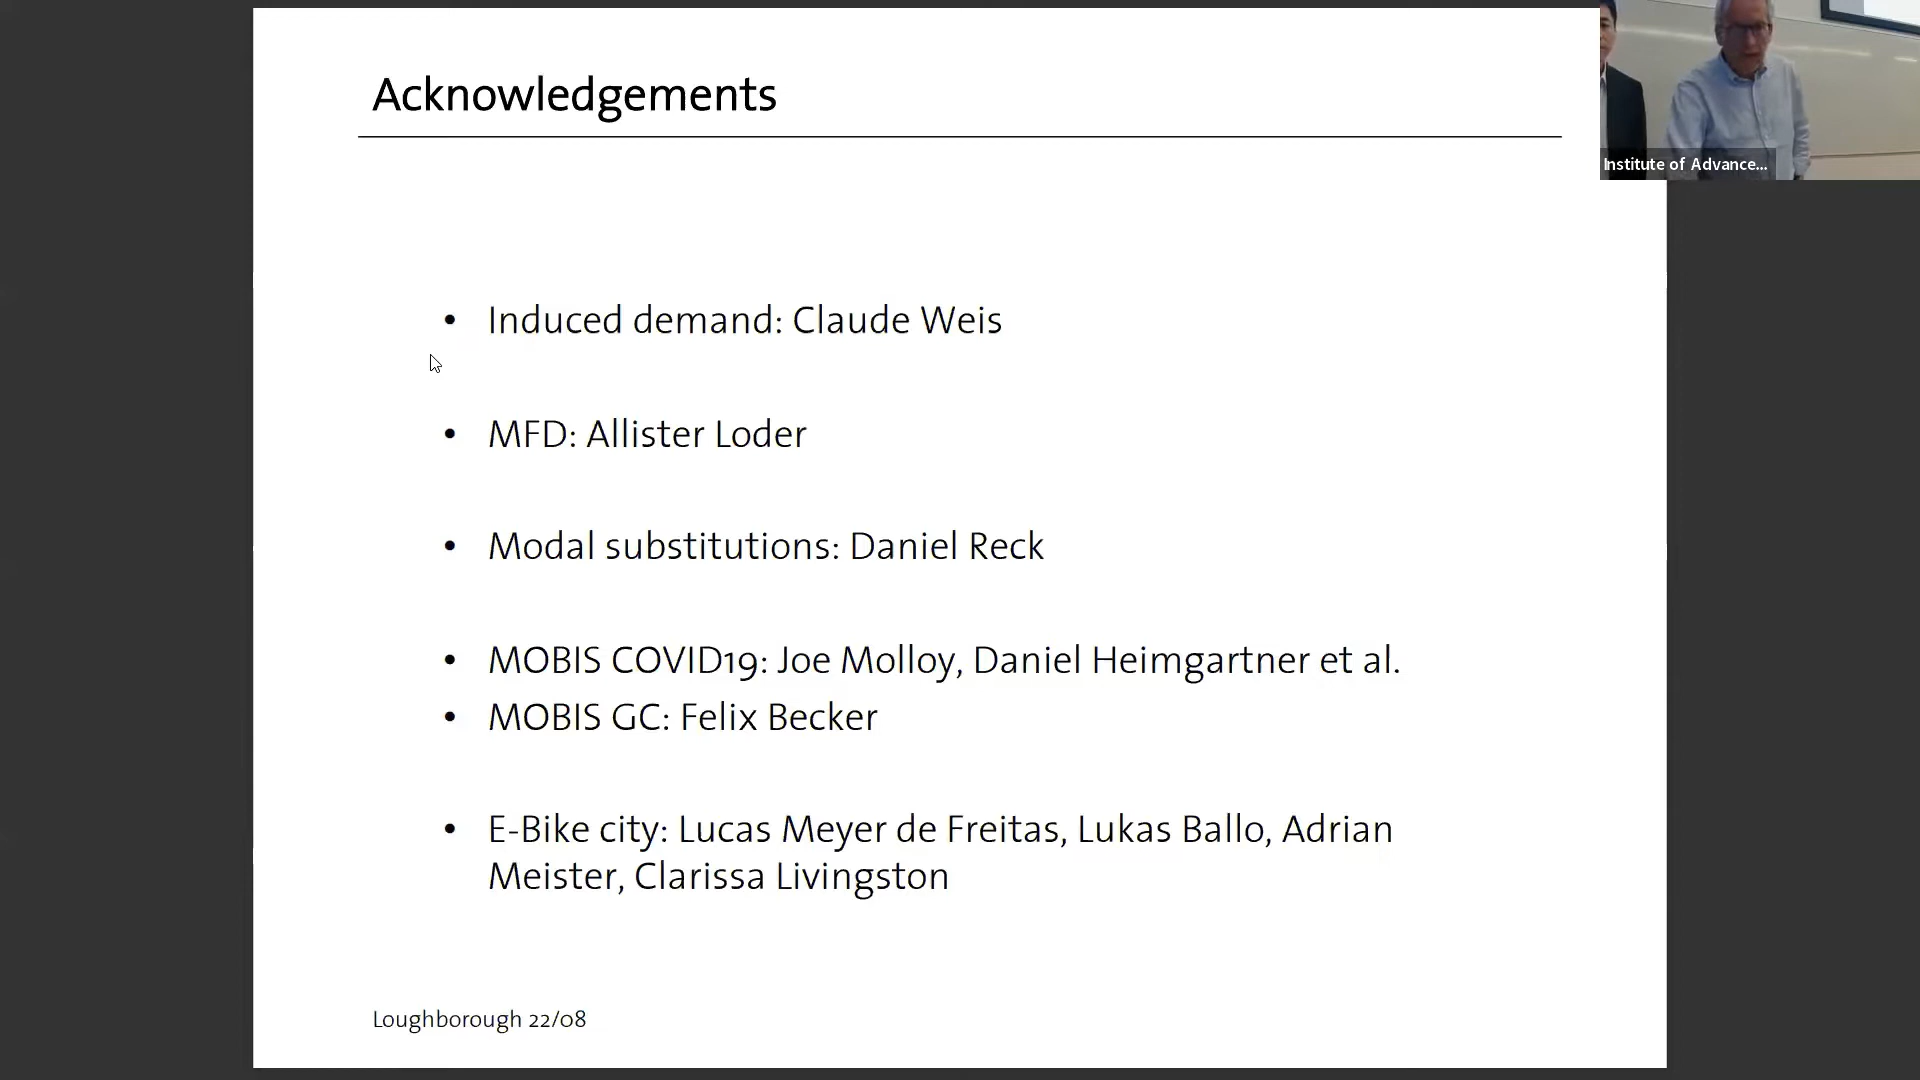 Acknowledgements
Institute of Advance...
• Induced demand: Claude Weis
• MFD: Allister Loder
• Modal substitutions: Daniel Reck
• MOBIS COVID19: Joe Molloy, Daniel Heimgartner et al.
• MOBIS GC: Felix Becker
• E-Bike city: Lucas Meyer de Freitas, Lukas Ballo, Adrian
Meister, Clarissa Livingston
Loughborough 22/08